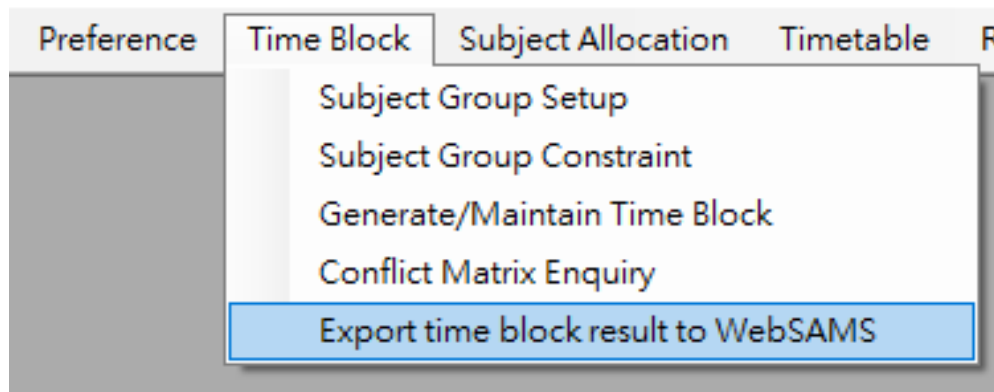 Preference Time Block Subject Allocation Timetable
Subject Group Setup
Subject Group Constraint
Generate/Maintain Time Block
Conflict Matrix Enquiry
Export time block result to WebSAMS